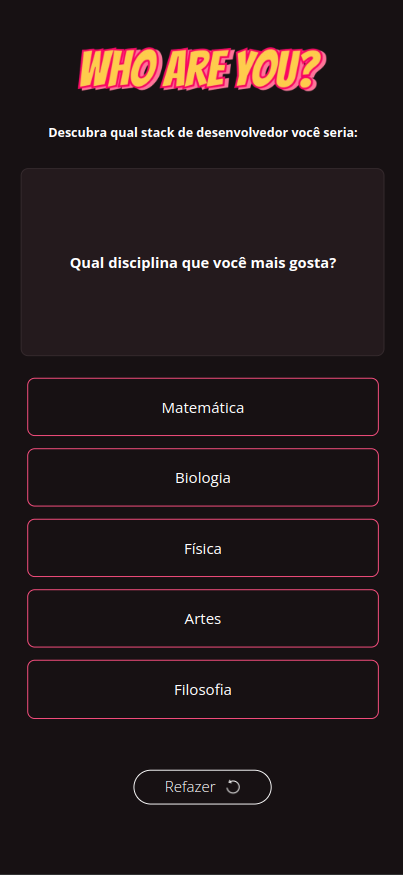 WHO ARE YOU?
Descubra qual stack de desenvolvedor você seria:
Qual disciplina que você mais gosta?
Matemática
Biologia
Física
Artes
Filosofia
Refazer